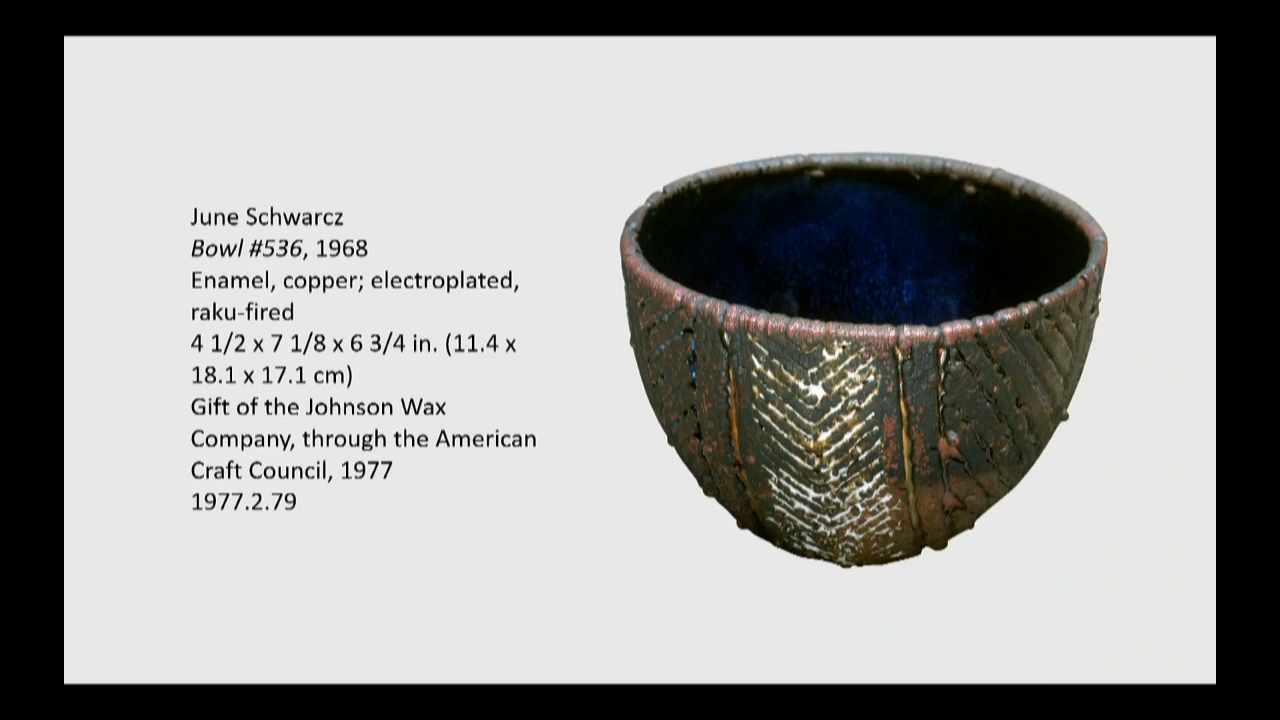 June Schwarcz
Bowl #536, 1968
Enamel, copper; electroplated,
raku-fired
4 1/2 x 7 1/8 x 6 3/4 in. (11.4 x
18.1 x 17.1 cm)
Gift of the Johnson Wax
Company, through the American
Craft Council, 1977
1977.2.79